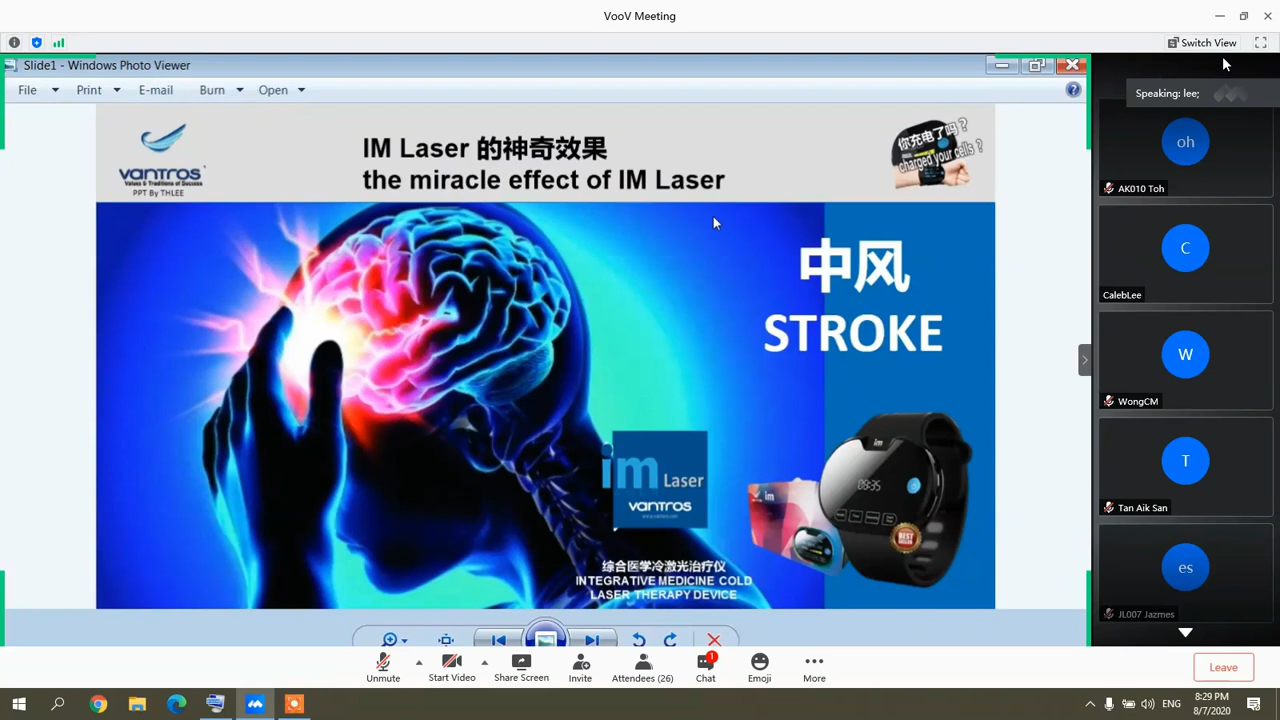 VooV Meeting
Switch View
Slide1 - Windows Photo Viewer
File Print E-mail Burn Open
Speaking: lee;
vantros
Values & Traditions of Success
PPT By THLEE
IM Laser 的神奇效果
the miracle effect of IM Laser
你充电了吗？
charged your cells ?
中风
STROKE
im Laser
vantros
im
08:35
im
BEST SELLER
综合医学冷激光治疗仪
INTEGRATIVE MEDICINE COLD
LASER THERAPY DEVICE
oh
AK010 Toh
C
CalebLee
W
WongCM
T
Tan Aik San
es
JL007 Jazmes
Unmute
Start Video
Share Screen
Invite
Attendees (26)
1
Chat
Emoji
More
Leave
ENG
8:29 PM
8/7/2020